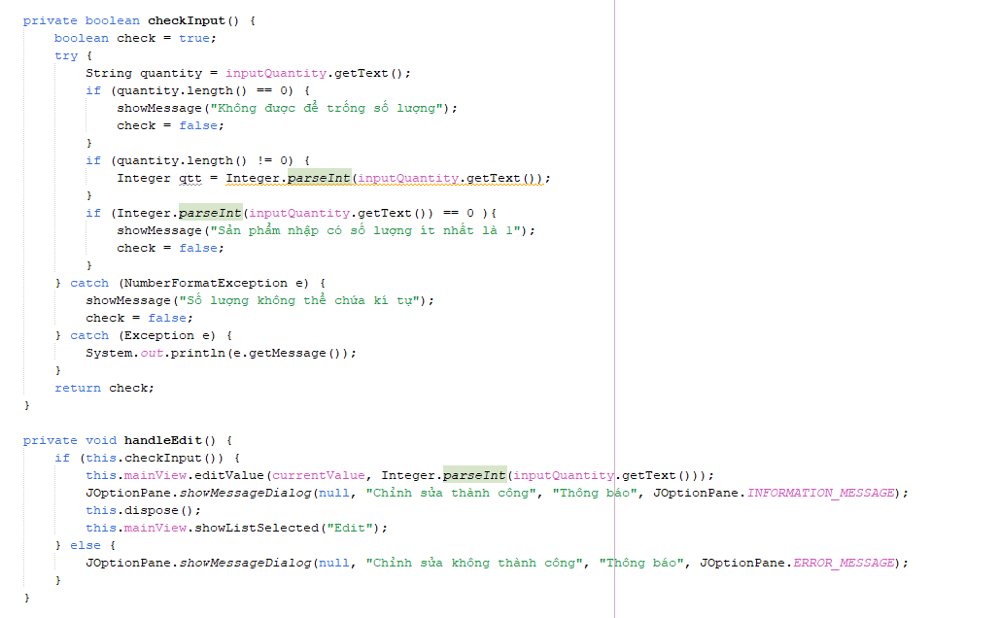 private boolean checkInput() {
    boolean check = true;
    try {
        String quantity = inputQuantity.getText();
        if (quantity.length() == 0) {
            showMessage("Không được để trống số lượng");
            check = false;
        }
        if (quantity.length() != 0) {
            Integer qtt = Integer.parseInt(inputQuantity.getText());
        }
        if (Integer.parseInt(inputQuantity.getText()) == 0 ){
            showMessage("Sản phẩm nhập có số lượng ít nhất là 1");
            check = false;
        }
    } catch (NumberFormatException e) {
        showMessage("Số lượng không thể chứa kí tự");
        check = false;
    } catch (Exception e) {
        System.out.println(e.getMessage());
    }
    return check;
}

private void handleEdit() {
    if (this.checkInput()) {
        this.mainView.editValue(currentValue, Integer.parseInt(inputQuantity.getText()));
        JOptionPane.showMessageDialog(null, "Chỉnh sửa thành công", "Thông báo", JOptionPane.INFORMATION_MESSAGE);
        this.dispose();
        this.mainView.showListSelected("Edit");
    } else {
        JOptionPane.showMessageDialog(null, "Chỉnh sửa không thành công", "Thông báo", JOptionPane.ERROR_MESSAGE);
    }
}